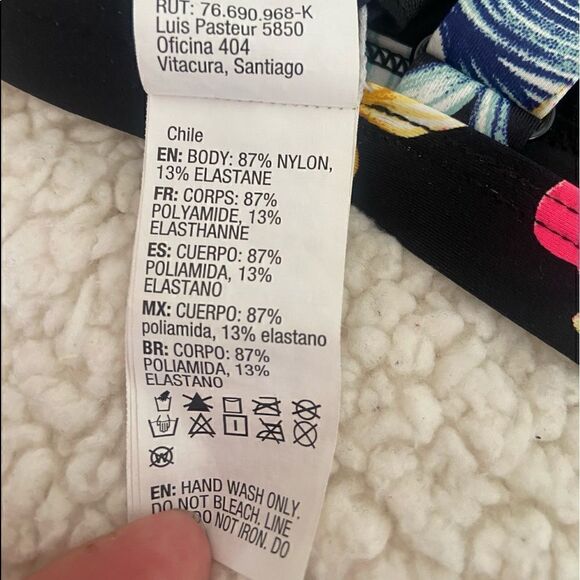 RUT: 76.690.968-K
Luis Pasteur 5850
Oficina 404
Vitacura, Santiago
Chile
EN: BODY: 87% NYLON,
13% ELASTANE
FR: CORPS: 87%
POLYAMIDE, 13%
ELASTHANNE
ES: CUERPO: 87%
POLIAMIDA, 13%
ELASTANO
MX: CUERPO: 87%
poliamida, 13% elastano
BR: CORPO: 87%
POLIAMIDA, 13%
ELASTANO
EN: HAND WASH ONLY.
DO NOT BLEACH. LINE
DO NOT IRON. DO